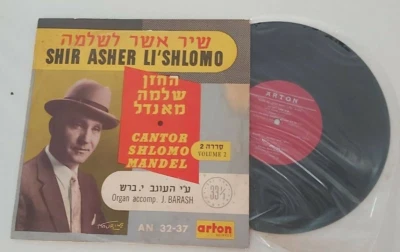 שיר אשר לשלמה
SHIR ASHER LI'SHLOMO
החזן
שלמה
מאנדל
CANTOR
SHLOMO
MANDEL
סדרה 2
VOLUME 2
ע״י העוגב י. ברש
Organ accomp. J. BARASH
33⅓
AN 32-37
arton
ARTON